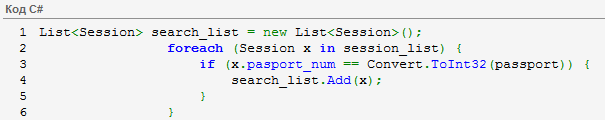 Код C#
1 List<Session> search_list = new List<Session>();
2 foreach (Session x in session_list) {
3 if (x.pasport_num == Convert.ToInt32(passport)) {
4 search_list.Add(x);
5 }
6 }